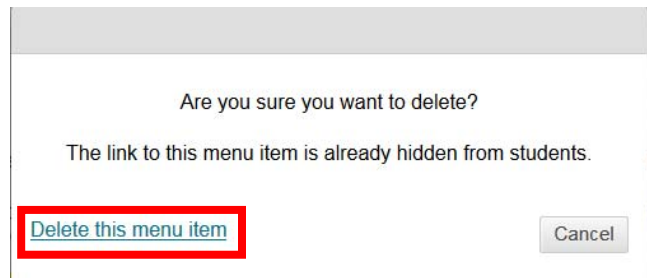 Are you sure you want to delete?
The link to this menu item is already hidden from students.
Delete this menu item
Cancel